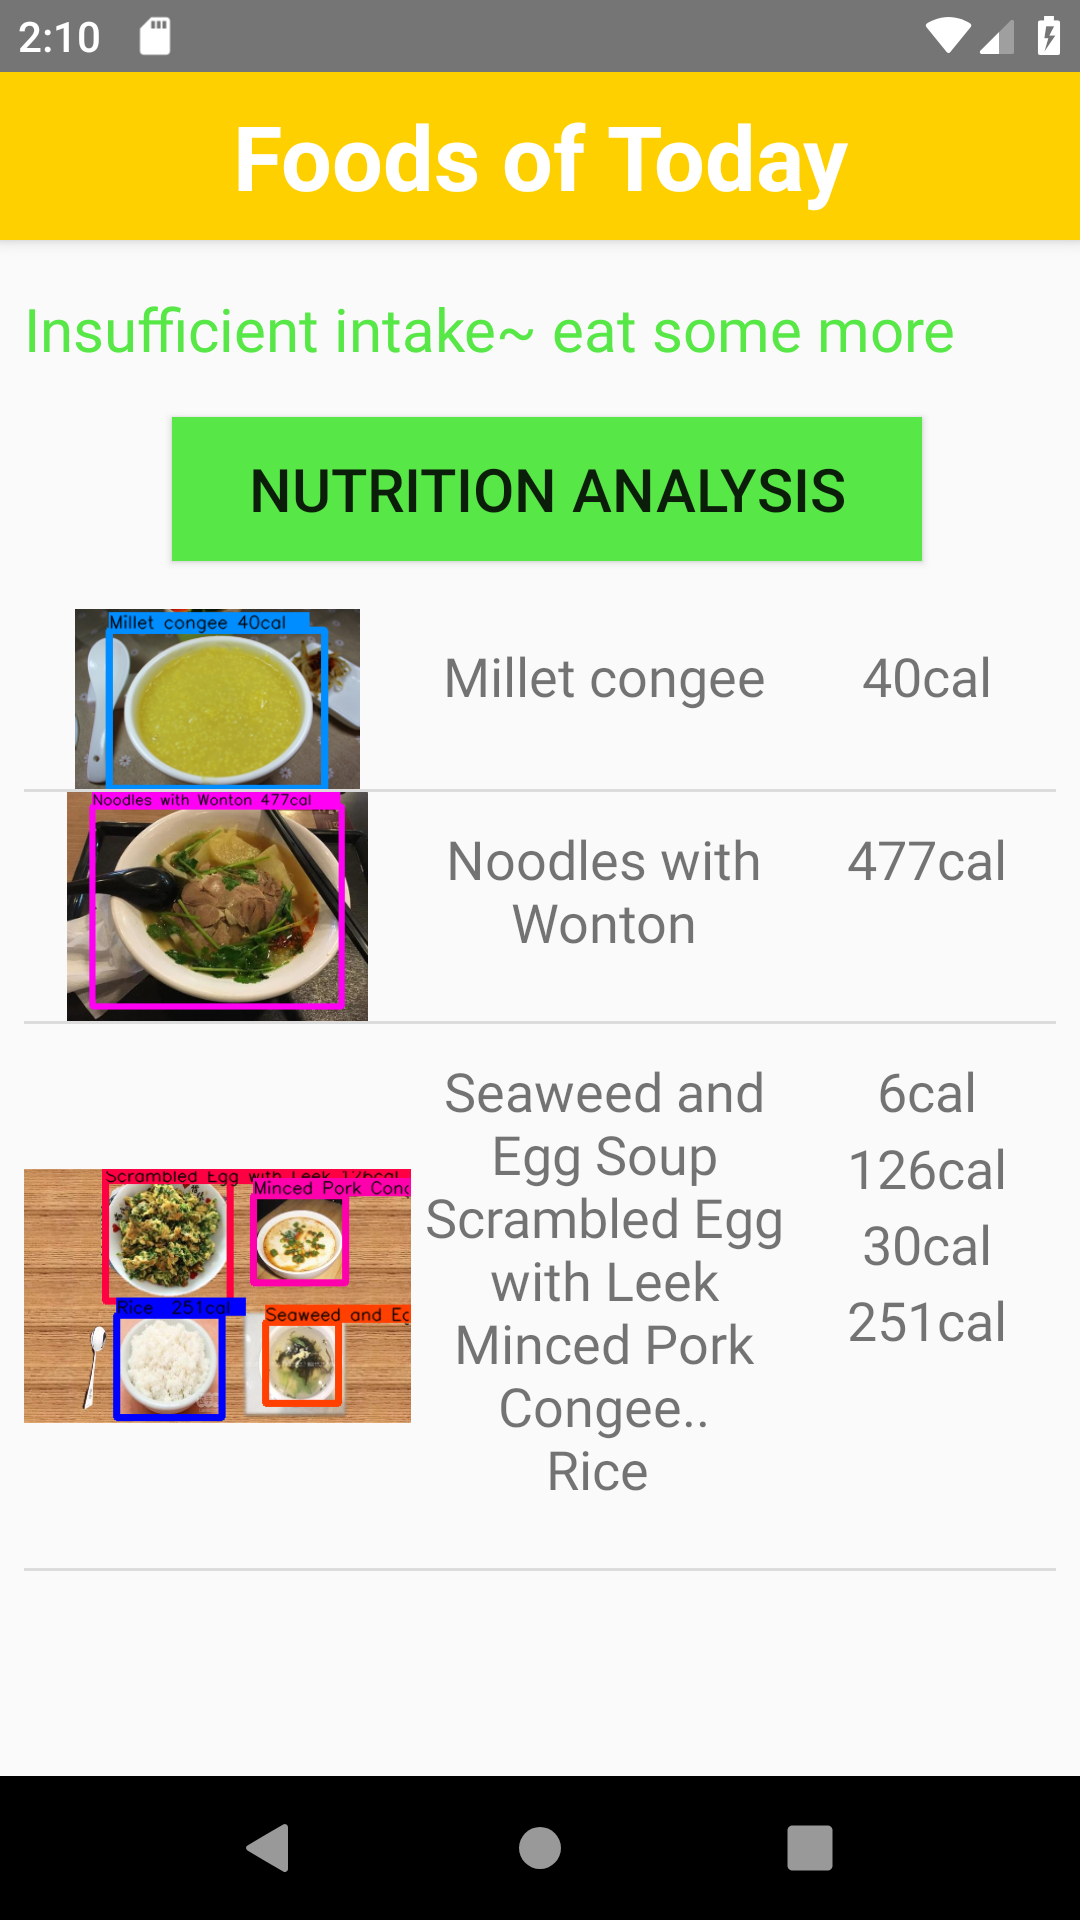 2:10
Foods of Today
Insufficient intake~ eat some more
NUTRITION ANALYSIS
Millet congee 40cal
Millet congee
40cal
Noodles with Wonton 477cal
Noodles with
Wonton
477cal
Scrambled Egg with Leek 126cal
Minced Pork Cong
Rice 251cal
Seaweed and Eg
Seaweed and
Egg Soup
Scrambled Egg
with Leek
Minced Pork
Congee..
Rice
6cal
126cal
30cal
251cal